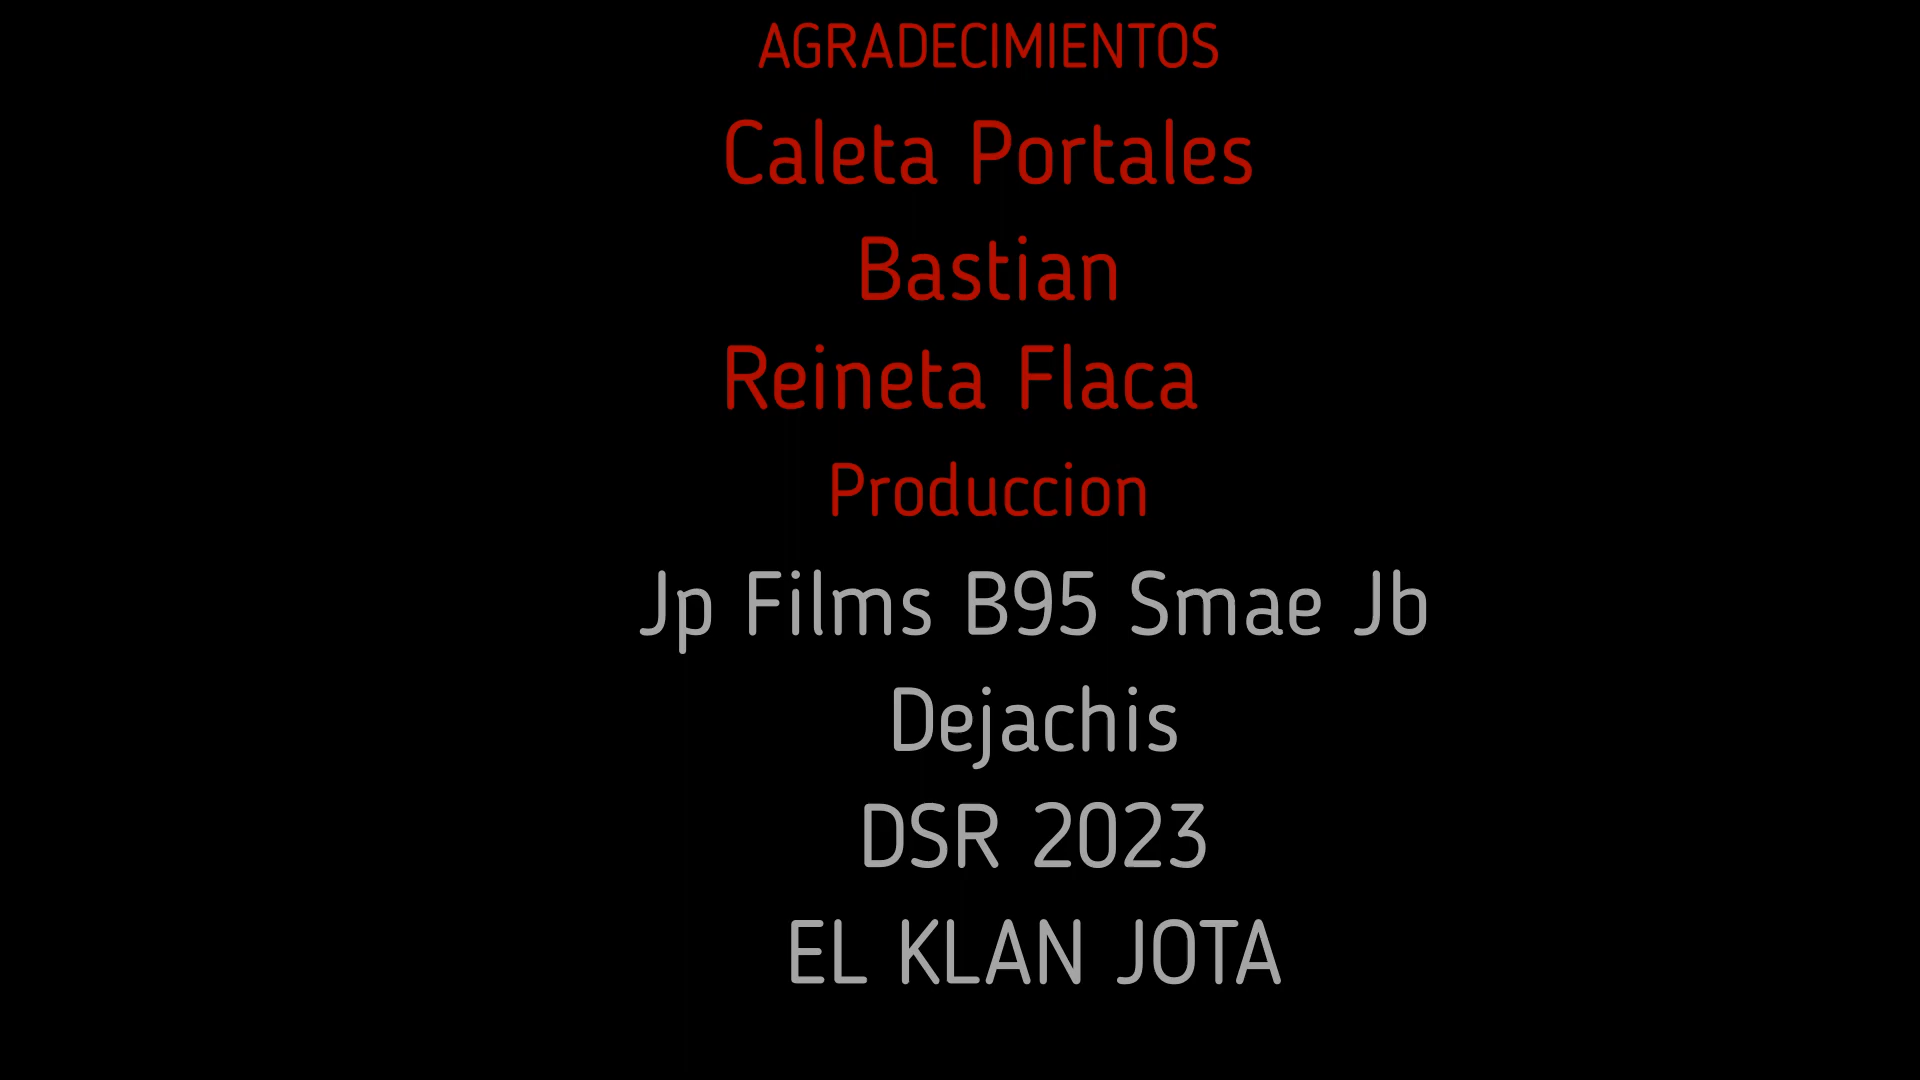 AGRADECIMIENTOS
Caleta Portales
Bastian
Reineta Flaca
Produccion
Jp Films B95 Smae Jb
Dejachis
DSR 2023
EL KLAN JOTA